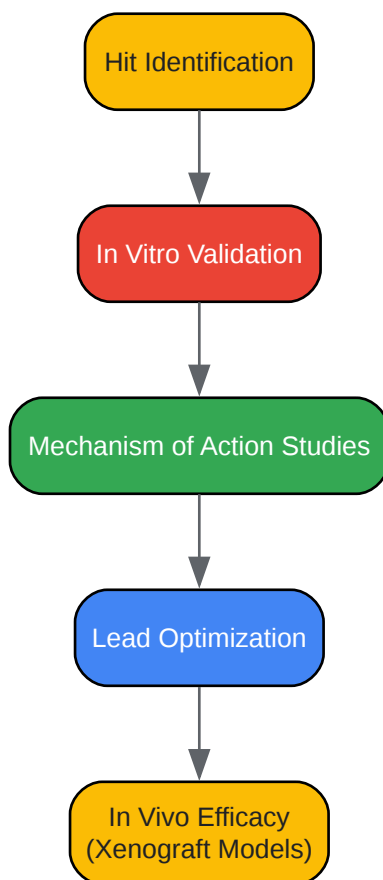 Hit Identification
In Vitro Validation
Mechanism of Action Studies
Lead Optimization
In Vivo Efficacy
(Xenograft Models)